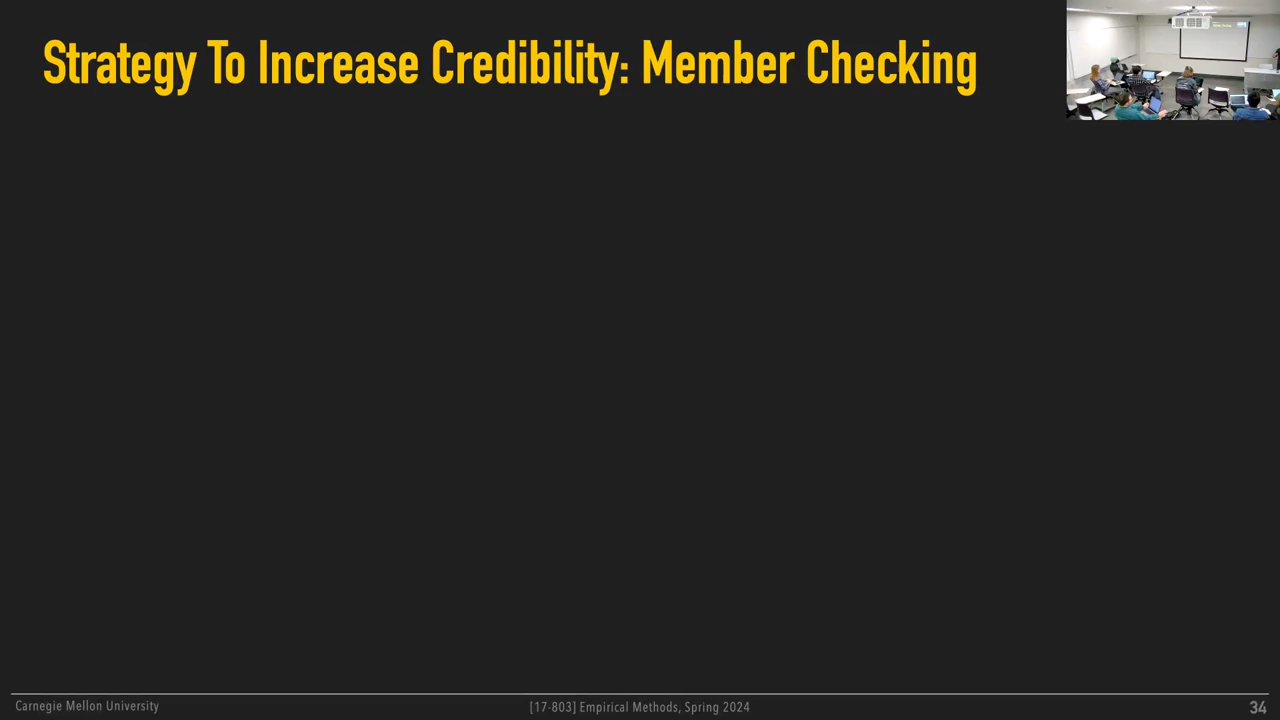 Strategy To Increase Credibility: Member Checking
Carnegie Mellon University
[17-803] Empirical Methods, Spring 2024
34